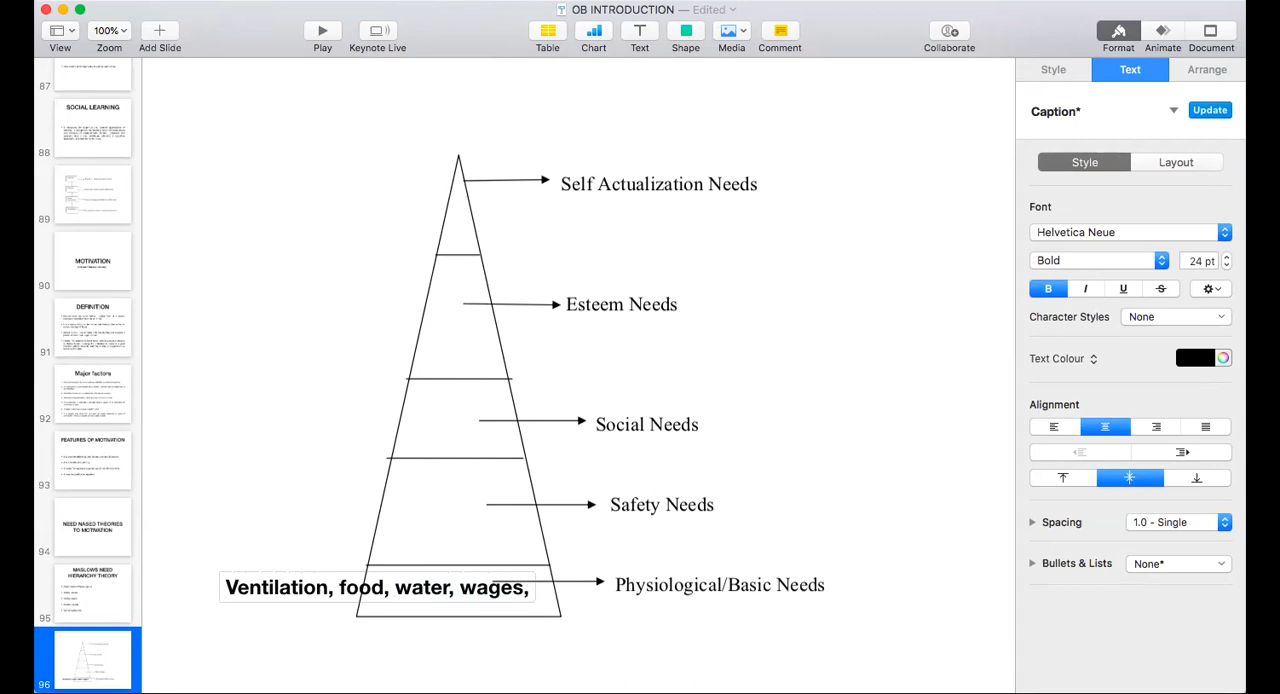 OB INTRODUCTION — Edited
100%
View
Zoom
Add Slide
Play
Keynote Live
Table
Chart
Text
Shape
Media
Comment
Collaborate
Format
Animate
Document
87
SOCIAL LEARNING
88
89
MOTIVATION
90
DEFINITION
91
Major factors
92
FEATURES OF MOTIVATION
93
NEED NASED THEORIES
TO MOTIVATION
94
MASLOWS NEED
HIERARCHY THEORY
95
96
Self Actualization Needs
Esteem Needs
Social Needs
Safety Needs
Physiological/Basic Needs
Ventilation, food, water, wages,
Style
Text
Arrange
Caption*
Update
Style
Layout
Font
Helvetica Neue
Bold
24 pt
B I U S
Character Styles
None
Text Colour
Alignment
Spacing
1.0 - Single
Bullets & Lists
None*